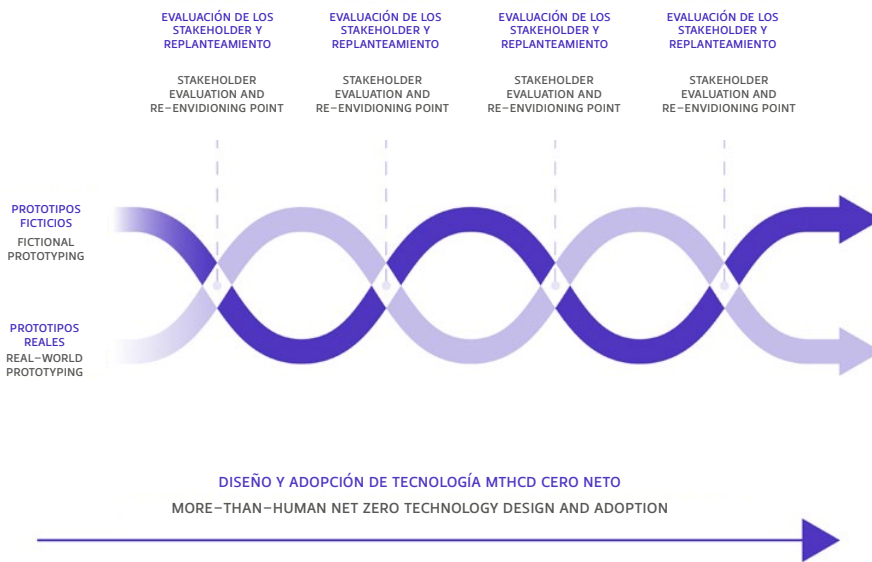 EVALUACIÓN DE LOS
STAKEHOLDER Y
REPLANTEAMIENTO
STAKEHOLDER
EVALUATION AND
RE-ENVIDIONING POINT
EVALUACIÓN DE LOS
STAKEHOLDER Y
REPLANTEAMIENTO
STAKEHOLDER
EVALUATION AND
RE-ENVIDIONING POINT
EVALUACIÓN DE LOS
STAKEHOLDER Y
REPLANTEAMIENTO
STAKEHOLDER
EVALUATION AND
RE-ENVIDIONING POINT
EVALUACIÓN DE LOS
STAKEHOLDER Y
REPLANTEAMIENTO
STAKEHOLDER
EVALUATION AND
RE-ENVIDIONING POINT
PROTOTIPOS
FICTICIOS
FICTIONAL
PROTOTYPING
PROTOTIPOS
REALES
REAL-WORLD
PROTOTYPING
DISEÑO Y ADOPCIÓN DE TECNOLOGÍA MTHCD CERO NETO
MORE-THAN-HUMAN NET ZERO TECHNOLOGY DESIGN AND ADOPTION